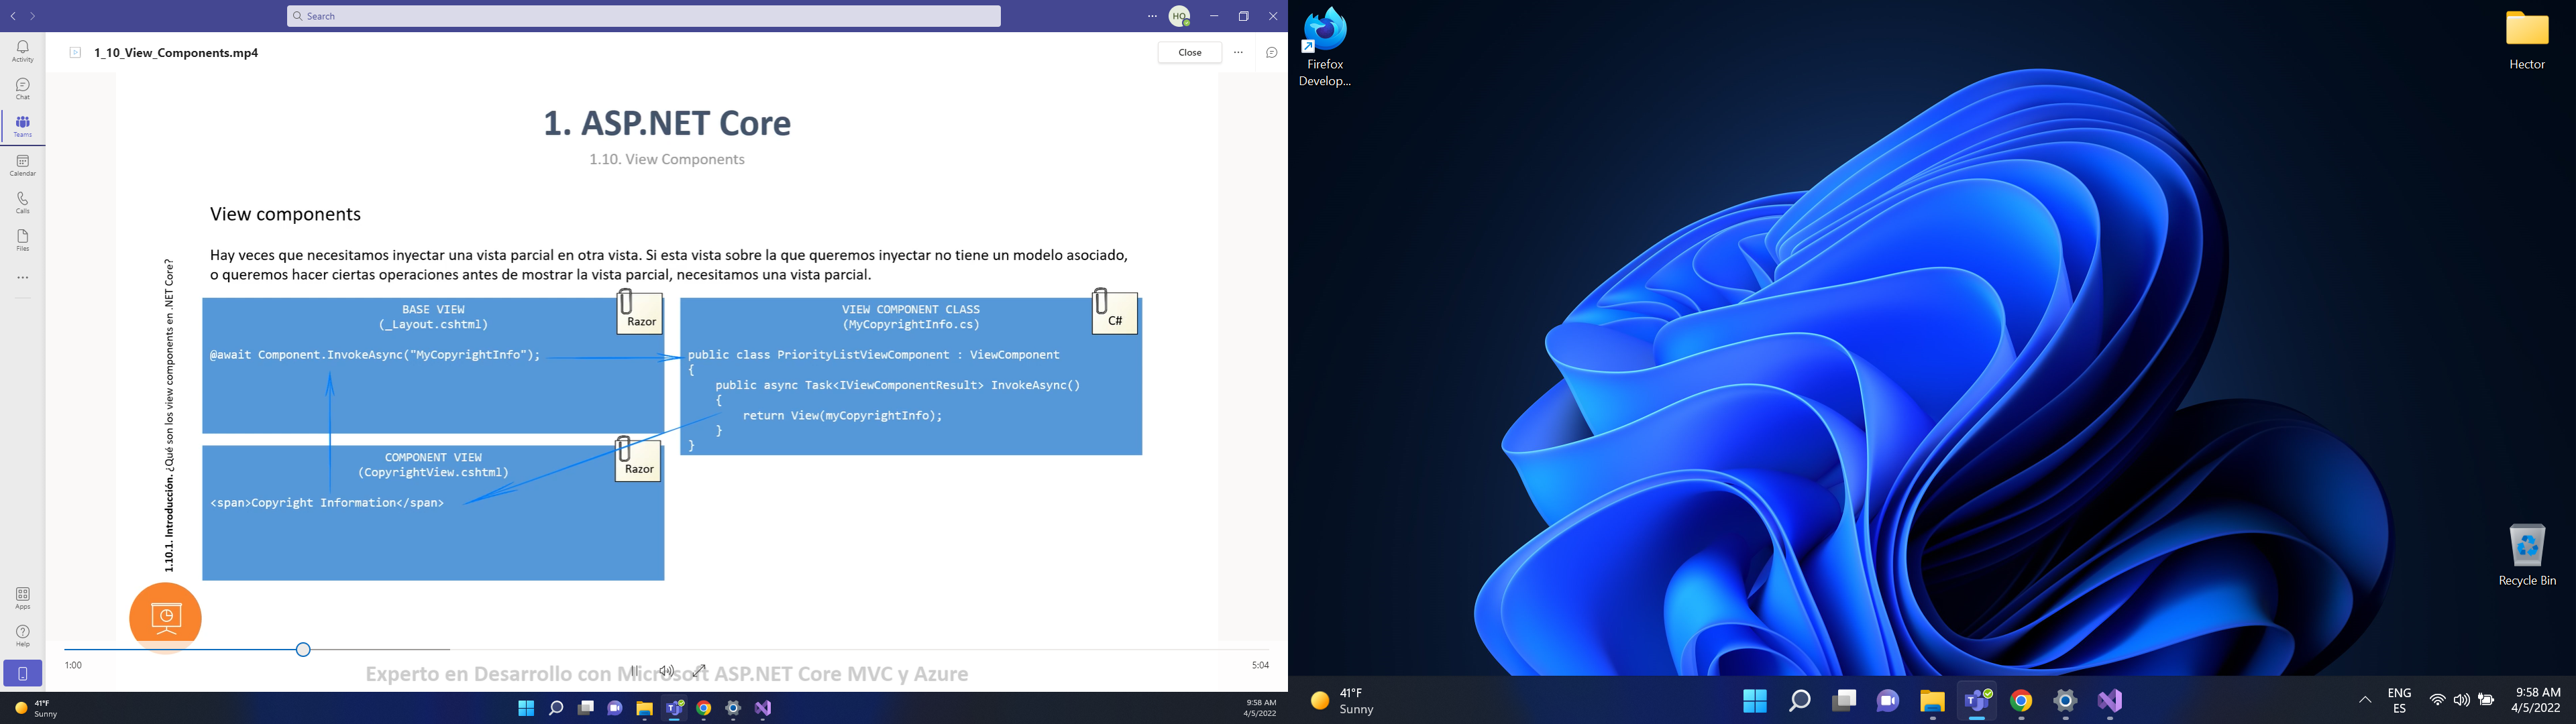 Search
HQ
Activity
Chat
Teams
Calendar
Calls
Files
Apps
Help
1_10_View_Components.mp4
Close
1. ASP.NET Core
1.10. View Components
1.10.1. Introducción. ¿Qué son los view components en .NET Core?
View components
Hay veces que necesitamos inyectar una vista parcial en otra vista. Si esta vista sobre la que queremos inyectar no tiene un modelo asociado,
o queremos hacer ciertas operaciones antes de mostrar la vista parcial, necesitamos una vista parcial.
BASE VIEW
(_Layout.cshtml)
Razor
@await Component.InvokeAsync("MyCopyrightInfo");
VIEW COMPONENT CLASS
(MyCopyrightInfo.cs)
C#
public class PriorityListViewComponent : ViewComponent
{
public async Task<IViewComponentResult> InvokeAsync()
{
return View(myCopyrightInfo);
}
}
COMPONENT VIEW
(CopyrightView.cshtml)
Razor
<span>Copyright Information</span>
1:00
5:04
Experto en Desarrollo con Microsoft ASP.NET Core MVC y Azure
41°F
Sunny
9:58 AM
4/5/2022
Firefox
Develop...
Hector
Recycle Bin
41°F
Sunny
ENG
ES
9:58 AM
4/5/2022